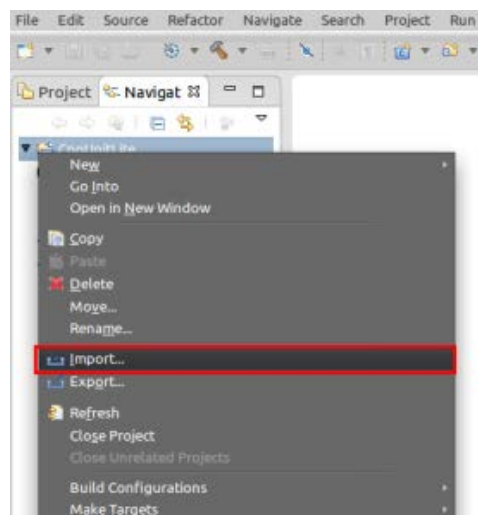 File Edit Source Refactor Navigate Search Project Run
Project Navigat
CppUnitLite
New
Go Into
Open in New Window
Copy
Paste
Delete
Move...
Rename...
Import...
Export...
Refresh
Close Project
Close Unrelated Projects
Build Configurations
Make Targets